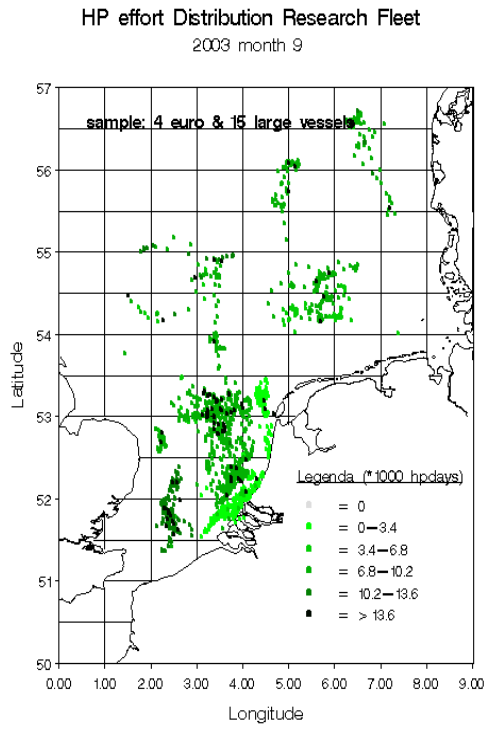 HP effort Distribution Research Fleet
2003 month 9
57
sample: 4 euro & 15 large vessels
56
55
54
Latitude
53
Legenda (*1000 hpdays)
52
= 0
= 0-3.4
= 3.4-6.8
= 6.8-10.2
51
= 10.2-13.6
= > 13.6
50
0.00 1.00 2.00 3.00 4.00 5.00 6.00 7.00 8.00 9.00
Longitude